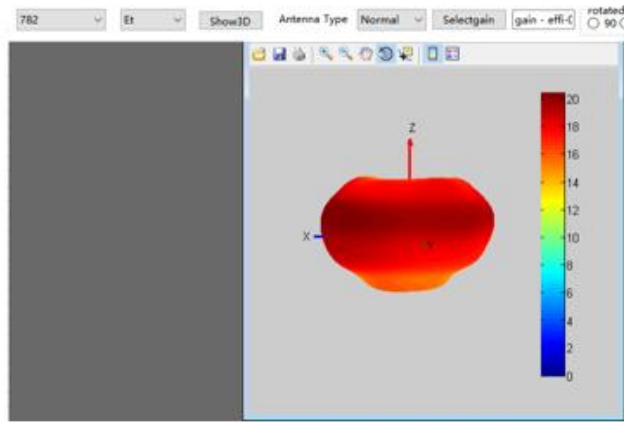 rotated
782 Et Show3D Antenna Type Normal Selectgain gain - effi- 90
Z
X
Y
20
18
16
14
12
10
8
6
4
2
0